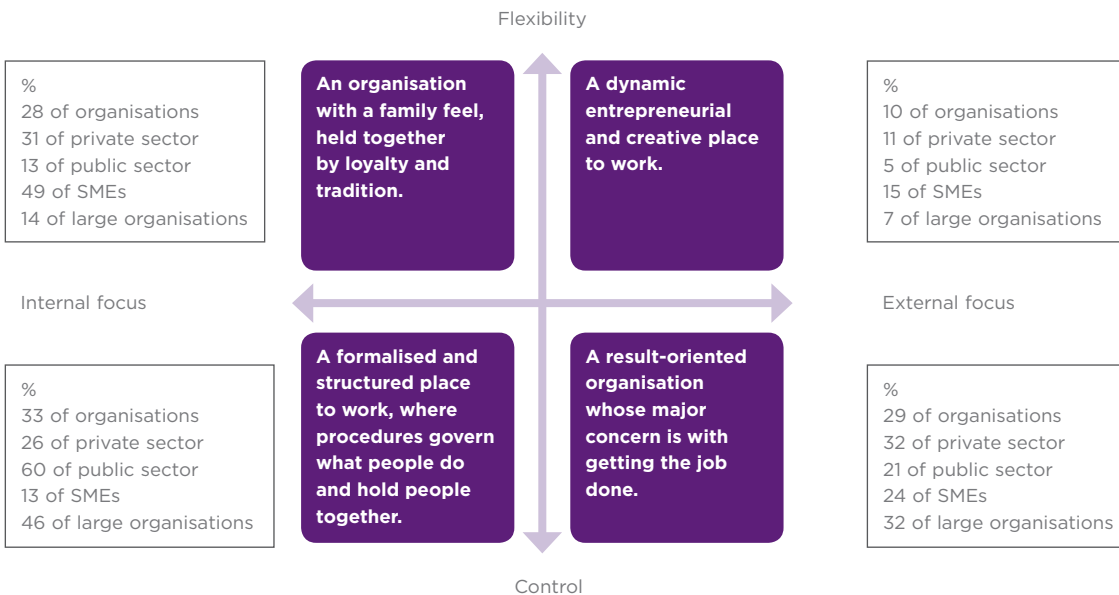 Flexibility
%
28 of organisations
31 of private sector
13 of public sector
49 of SMEs
14 of large organisations
An organisation
with a family feel,
held together
by loyalty and
tradition.
A dynamic
entrepreneurial
and creative place
to work.
%
10 of organisations
11 of private sector
5 of public sector
15 of SMEs
7 of large organisations
Internal focus
External focus
%
33 of organisations
26 of private sector
60 of public sector
13 of SMEs
46 of large organisations
A formalised and
structured place
to work, where
procedures govern
what people do
and hold people
together.
A result-oriented
organisation
whose major
concern is with
getting the job
done.
%
29 of organisations
32 of private sector
21 of public sector
24 of SMEs
32 of large organisations
Control